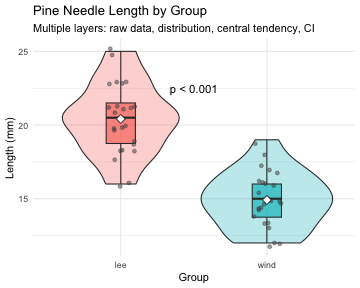 Pine Needle Length by Group
Multiple layers: raw data, distribution, central tendency, CI
25
p < 0.001
20
15
Length (mm)
lee wind
Group